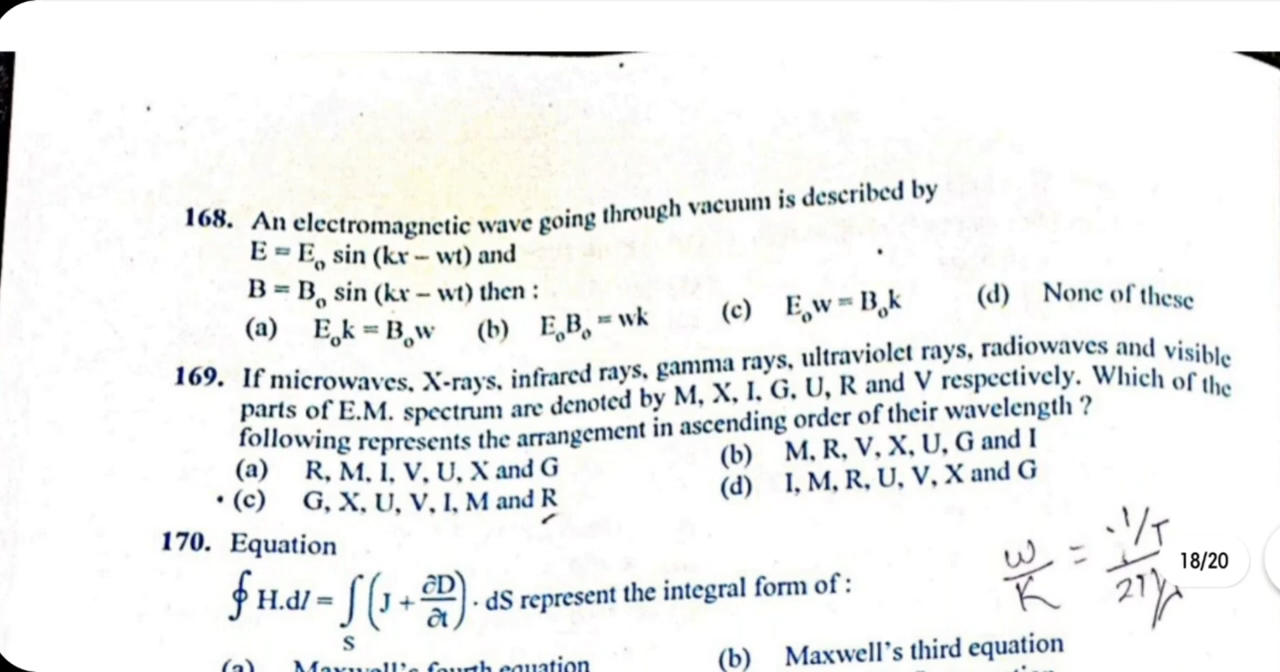 168. An electromagnetic wave going through vacuum is described by
E = E₀ sin (kx – wt) and
B = B₀ sin (kx – wt) then :
(a) E₀k = B₀w (b) E₀B₀ = wk (c) E₀w = B₀k (d) None of these
169. If microwaves, X-rays, infrared rays, gamma rays, ultraviolet rays, radiowaves and visible
parts of E.M. spectrum are denoted by M, X, I, G, U, R and V respectively. Which of the
following represents the arrangement in ascending order of their wavelength ?
(a) R, M, I, V, U, X and G (b) M, R, V, X, U, G and I
• (c) G, X, U, V, I, M and R (d) I, M, R, U, V, X and G
170. Equation
∮ H.dl = ∫S (J + ∂D/∂t) . dS represent the integral form of :
(a) Maxwell's fourth equation (b) Maxwell's third equation
ω/K =
18/20